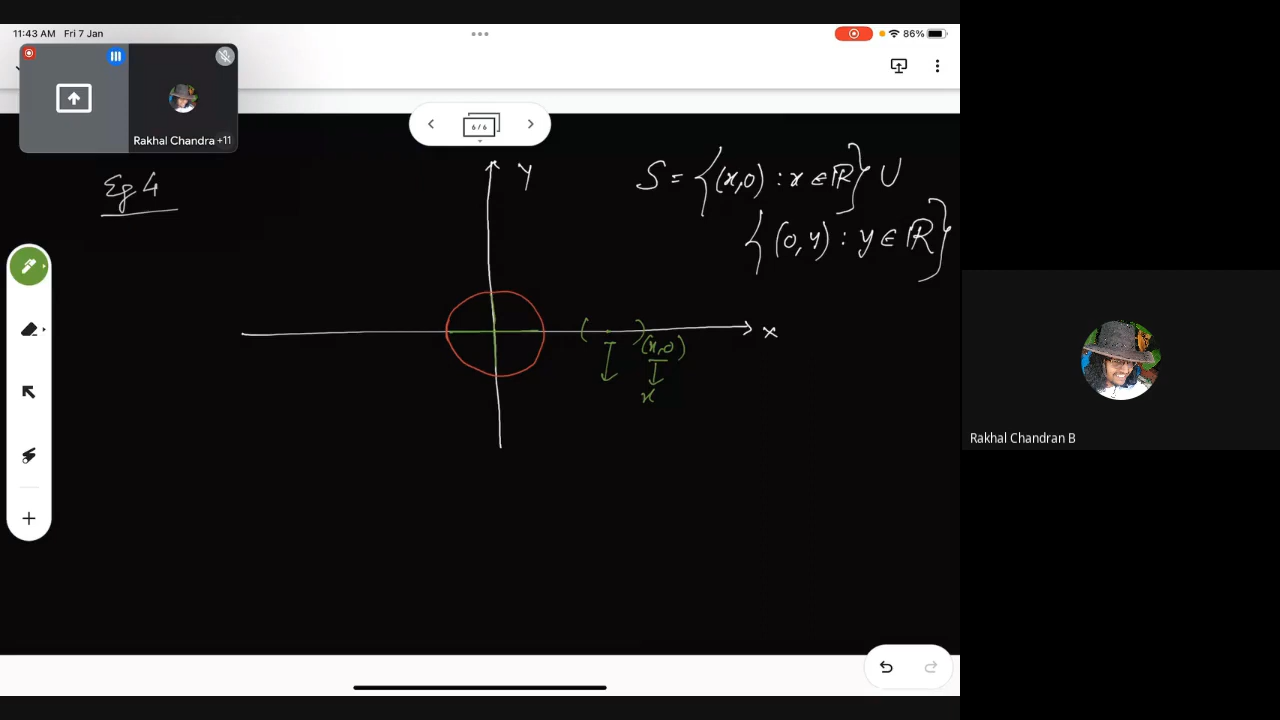 11:43 AM Fri 7 Jan
86%
Rakhal Chandra +11
6/6
Eg 4
Y
S = {(x,0) : x ∈ ℝ} ∪
{(0,y) : y ∈ ℝ}
( )
X
(x,0)
x
Rakhal Chandran B